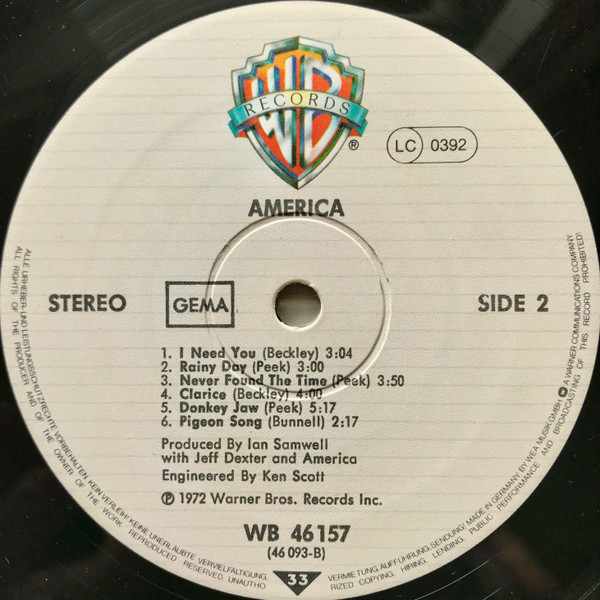 WB
RECORDS
®
LC 0392
AMERICA
STEREO
GEMA
SIDE 2
1. I Need You (Beckley) 3:04
2. Rainy Day (Peek) 3:00
3. Never Found The Time (Peek) 3:50
4. Clarice (Beckley) 4:00
5. Donkey Jaw (Peek) 5:17
6. Pigeon Song (Bunnell) 2:17
Produced By Ian Samwell
with Jeff Dexter and America
Engineered By Ken Scott
℗ 1972 Warner Bros. Records Inc.
WB 46 157
(46 093-B)
33
ALLE URHEBER- UND LEISTUNGSSCHUTZRECHTE VORBEHALTEN. KEIN VERLEIH! KEINE UNERLAUBTE VERVIELFÄLTIGUNG,
VERMIETUNG, AUFFÜHRUNG, SENDUNG! MADE IN GERMANY BY WEA MUSIK GMBH A WARNER COMMUNICATIONS COMPANY
ALL RIGHTS OF THE PRODUCER AND OF THE OWNER OF THE WORK REPRODUCED RESERVED. UNAUTHO
RIZED COPYING, HIRING, LENDING, PUBLIC PERFORMANCE AND BROADCASTING OF THIS RECORD PROHIBITED!